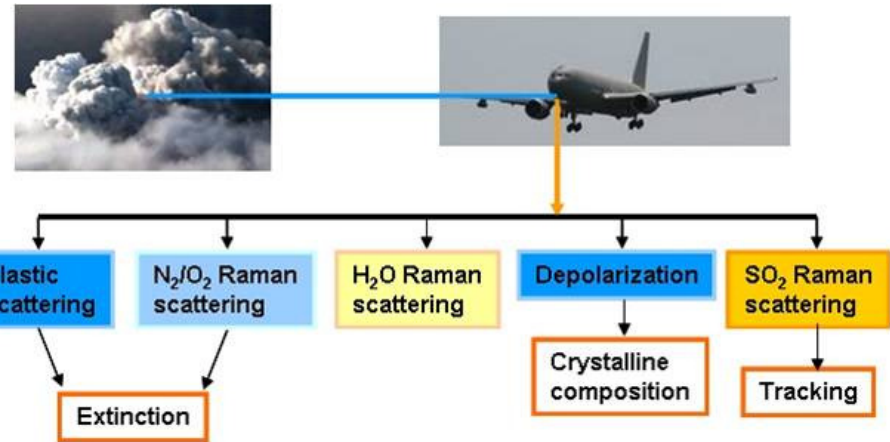 lastic
cattering
N₂/O₂ Raman
scattering
H₂O Raman
scattering
Depolarization
SO₂ Raman
scattering
Crystalline
composition
Extinction
Tracking